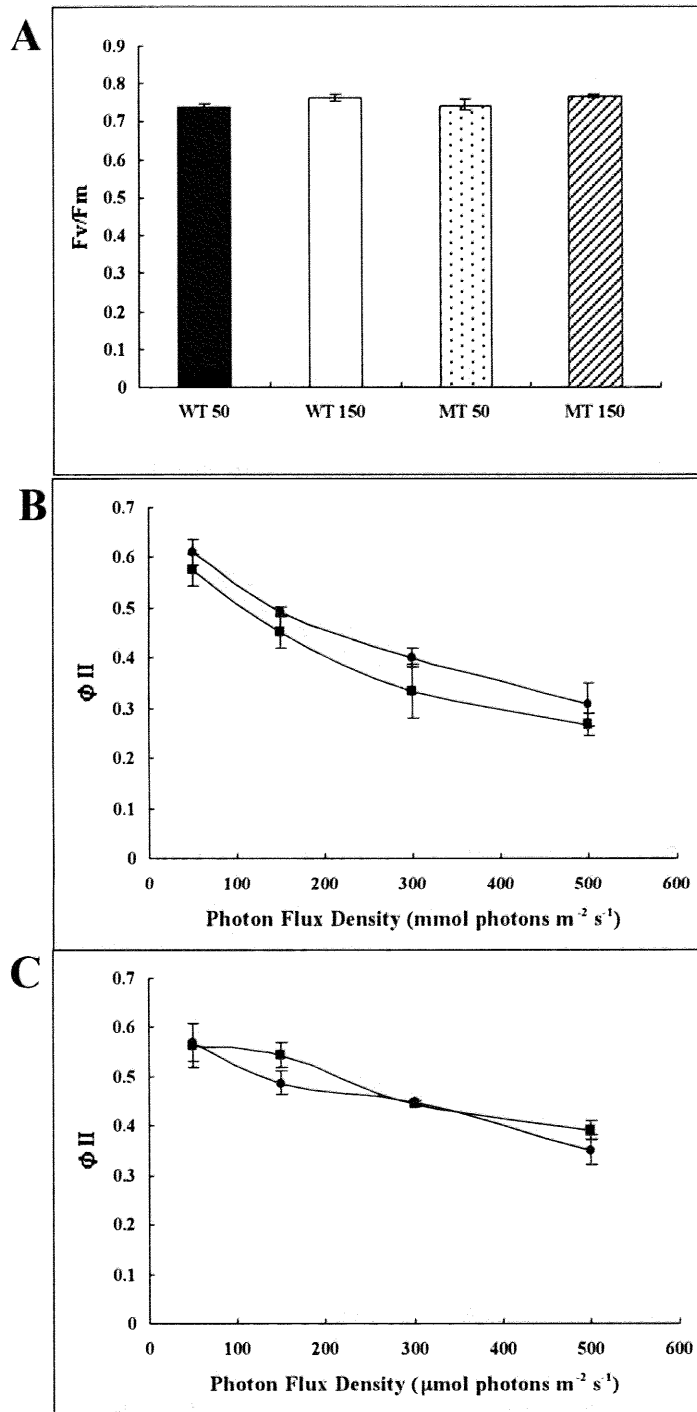 A
0.9
0.8
0.7
0.6
0.5
0.4
0.3
0.2
0.1
0
Fv/Fm
WT 50 WT 150 MT 50 MT 150
B
0.7
0.6
0.5
0.4
0.3
0.2
0.1
0
Φ II
0 100 200 300 400 500 600
Photon Flux Density (mmol photons m⁻² s⁻¹)
C
0.7
0.6
0.5
0.4
0.3
0.2
0.1
0
Φ II
0 100 200 300 400 500 600
Photon Flux Density (µmol photons m⁻² s⁻¹)